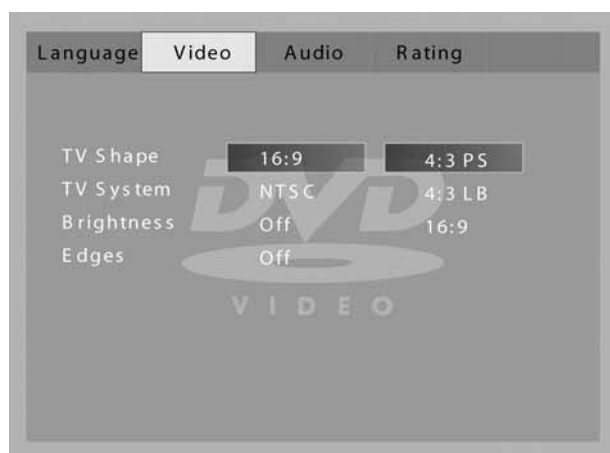 Language Video Audio Rating
TV Shape 16:9 4:3 PS
TV System NTSC 4:3 LB
Brightness Off 16:9
Edges Off
DVD
VIDEO